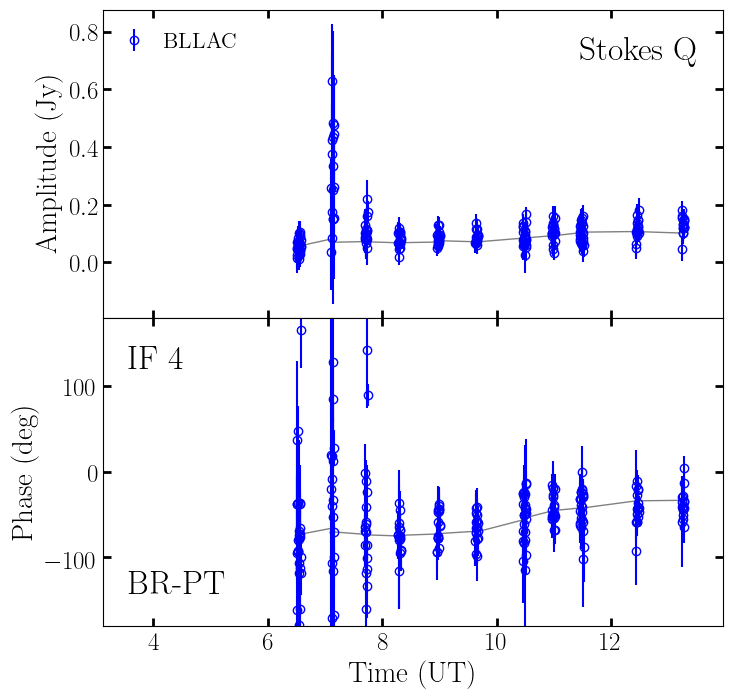 BLLAC
Stokes Q
0.8
0.6
0.4
0.2
0.0
Amplitude (Jy)
IF 4
BR-PT
100
0
−100
Phase (deg)
4 6 8 10 12
Time (UT)